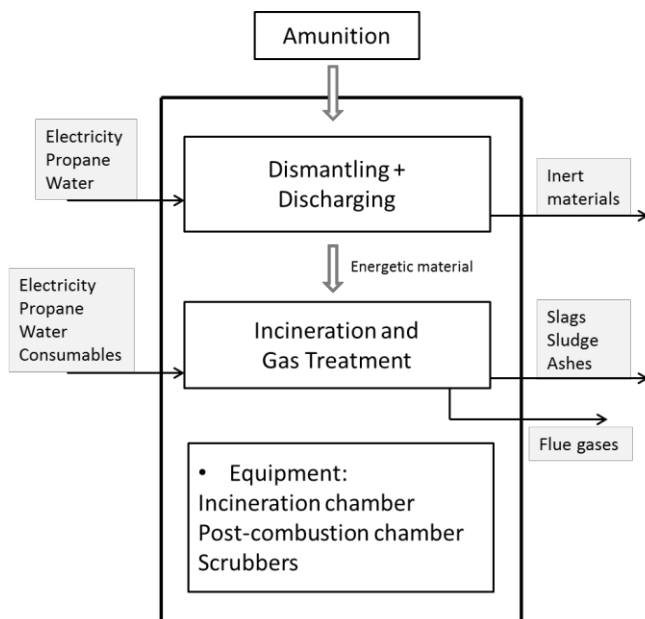 Amunition
Electricity
Propane
Water
Dismantling +
Discharging
Inert
materials
Energetic material
Electricity
Propane
Water
Consumables
Incineration and
Gas Treatment
Slags
Sludge
Ashes
Flue gases
• Equipment:
Incineration chamber
Post-combustion chamber
Scrubbers